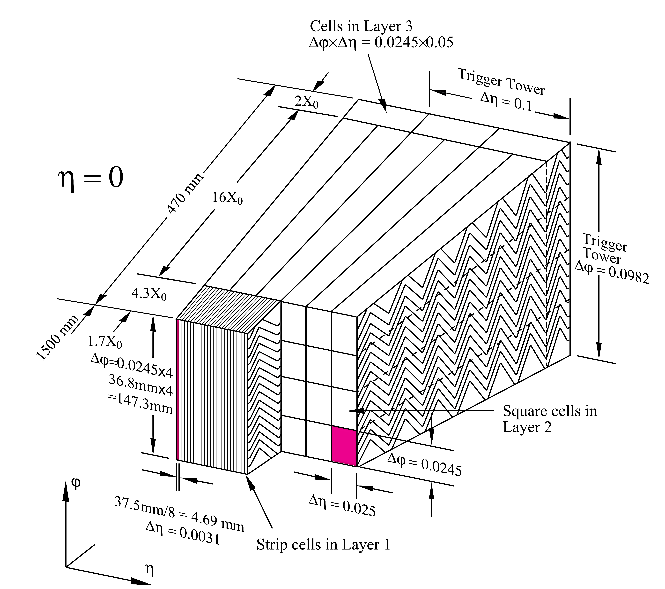 Cells in Layer 3
Δφ×Δη = 0.0245×0.05
Trigger Tower
Δη = 0.1
2X₀
η = 0
470 mm
16X₀
Trigger
Tower
Δφ = 0.0982
4.3X₀
1500 mm
1.7X₀
Δφ=0.0245x4
36.8mmx4
=147.3mm
Square cells in
Layer 2
Δφ = 0.0245
Δη = 0.025
37.5mm/8 = 4.69 mm
Δη = 0.0031
Strip cells in Layer 1
φ
η